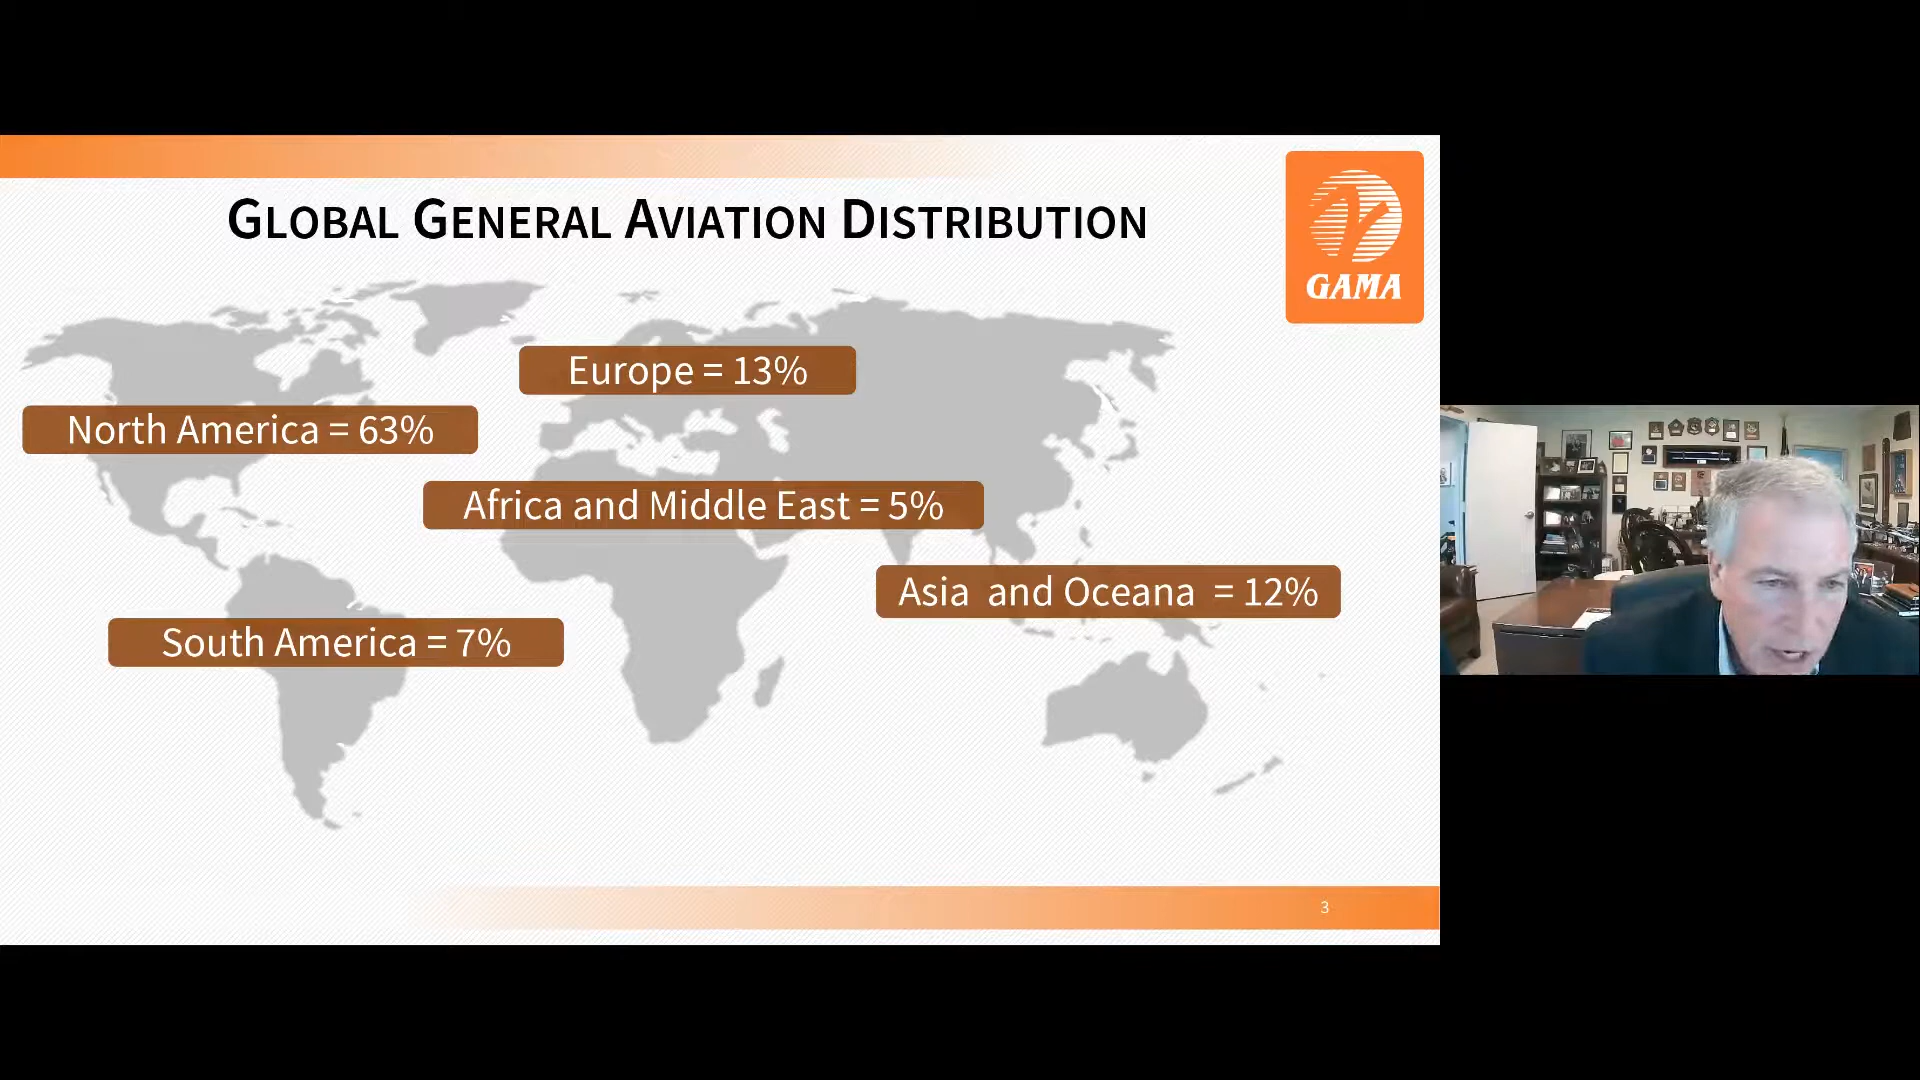 GLOBAL GENERAL AVIATION DISTRIBUTION
GAMA
Europe = 13%
North America = 63%
Africa and Middle East = 5%
Asia and Oceana = 12%
South America = 7%
3